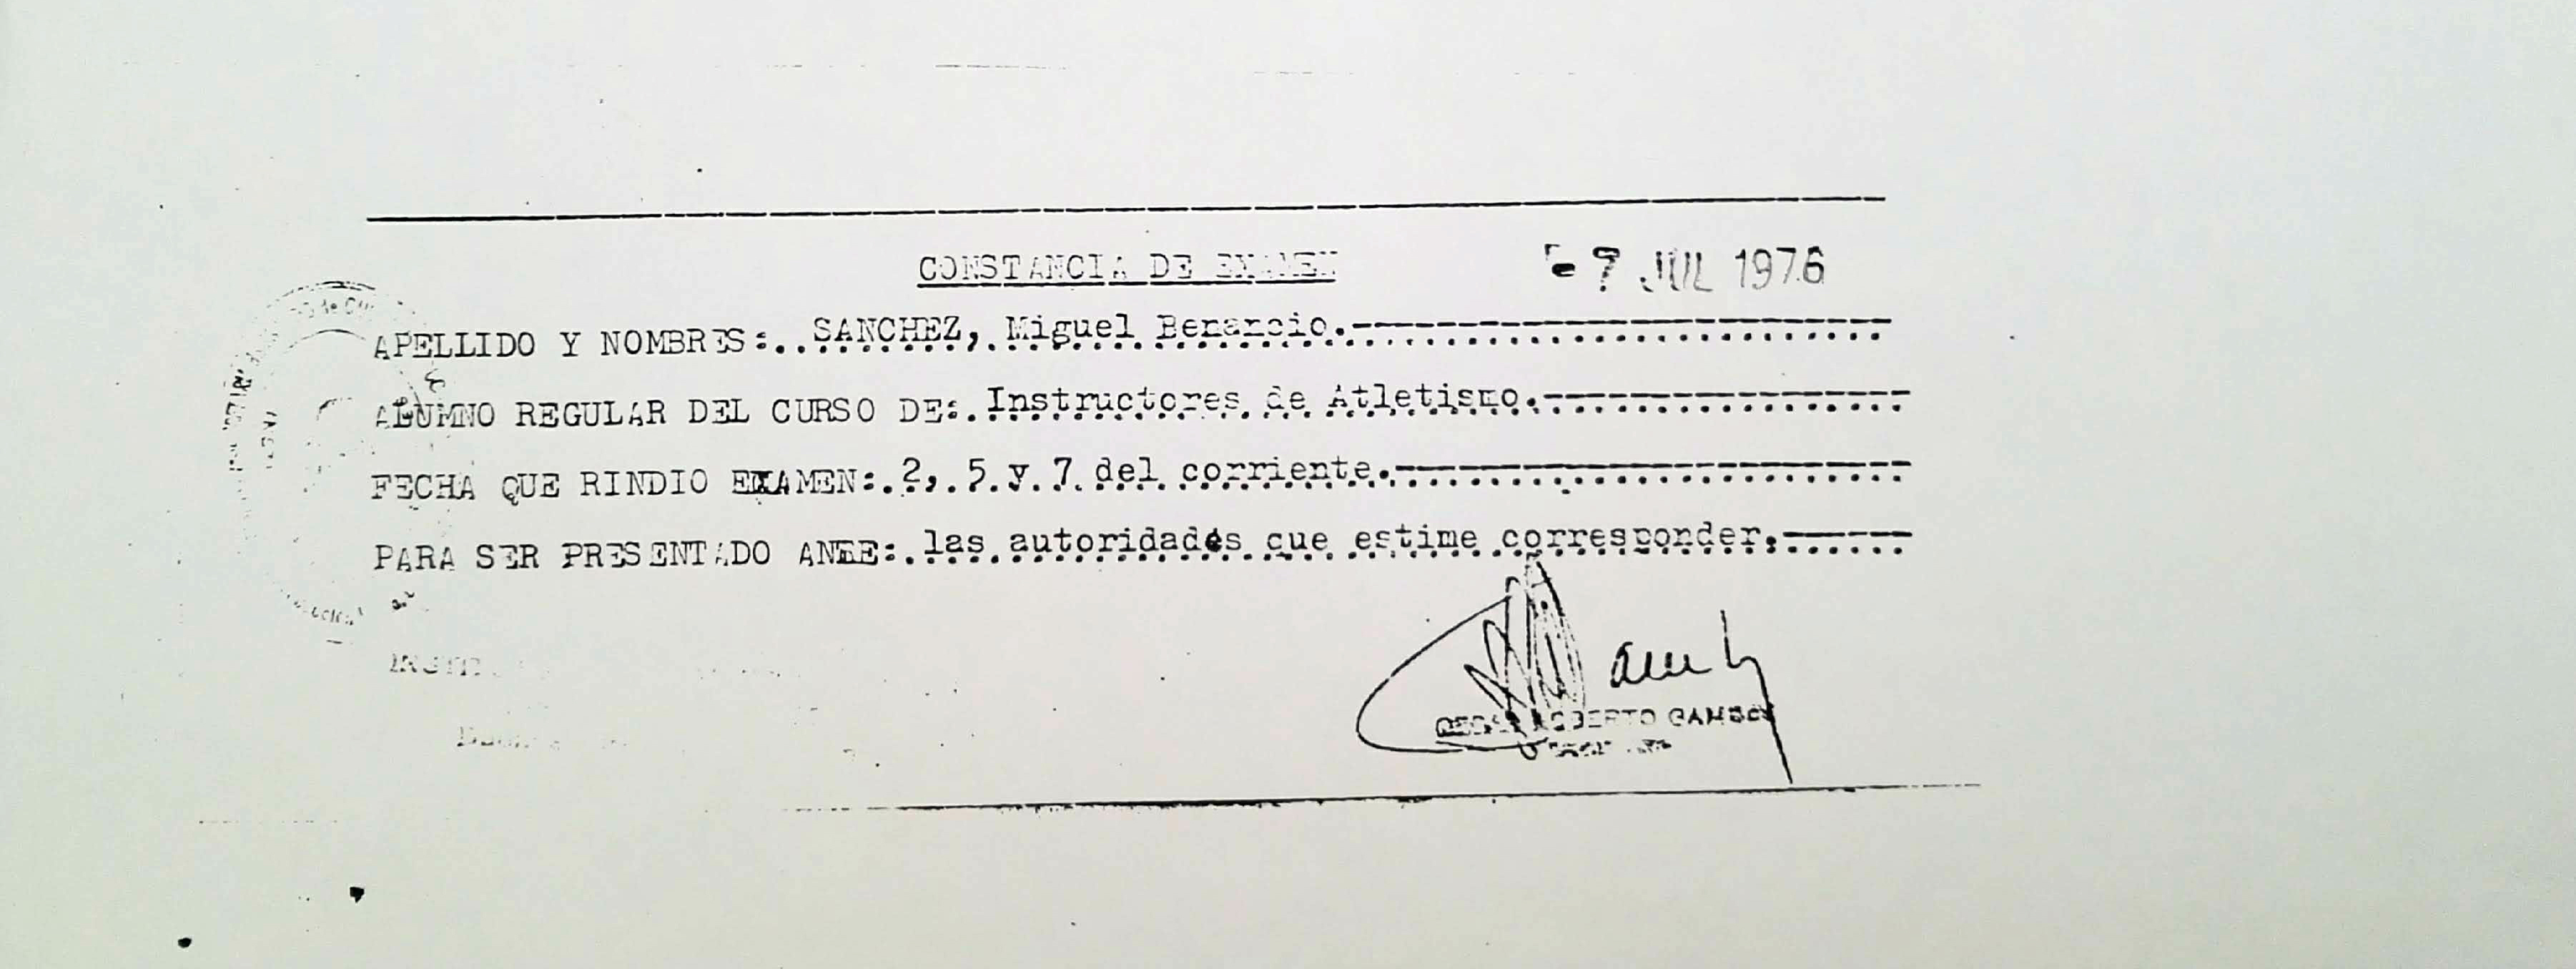 CONSTANCIA DE EXAMEN
7 JUL 1976
APELLIDO Y NOMBRES: SANCHEZ, Miguel Benancio.
ALUMNO REGULAR DEL CURSO DE: Instructores de Atletismo.
FECHA QUE RINDIO EXAMEN: 2, 5 y 7 del corriente.
PARA SER PRESENTADO ANTE: las autoridades que estime corresponder.
ROBERTO